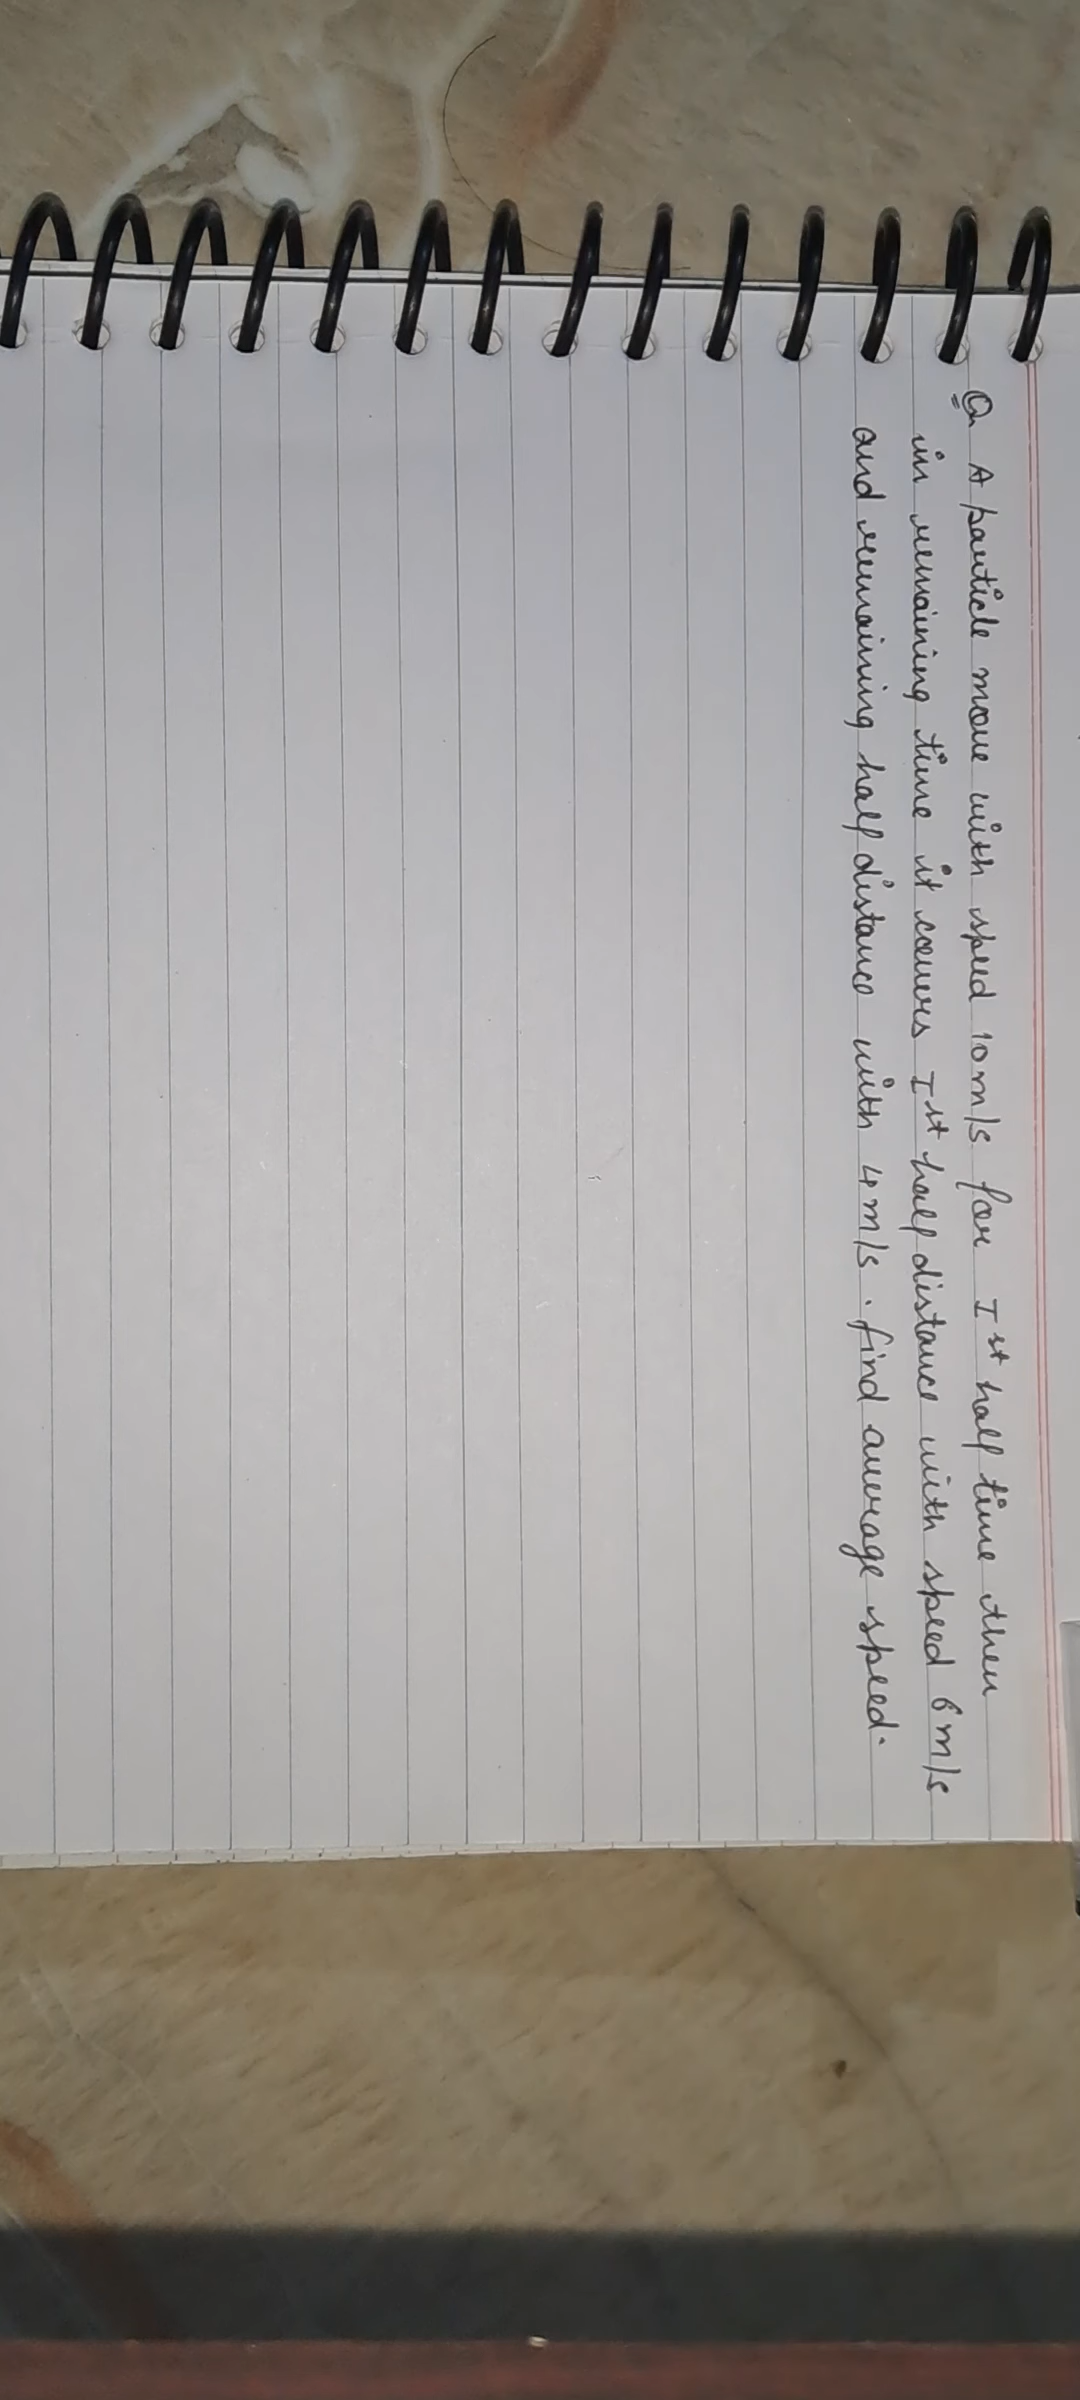 Q. A particle move with speed 10m/s for Ist half time then
in remaining time it covers Ist half distance with speed 6 m/s
and remaining half distance with 4 m/s . find average speed.